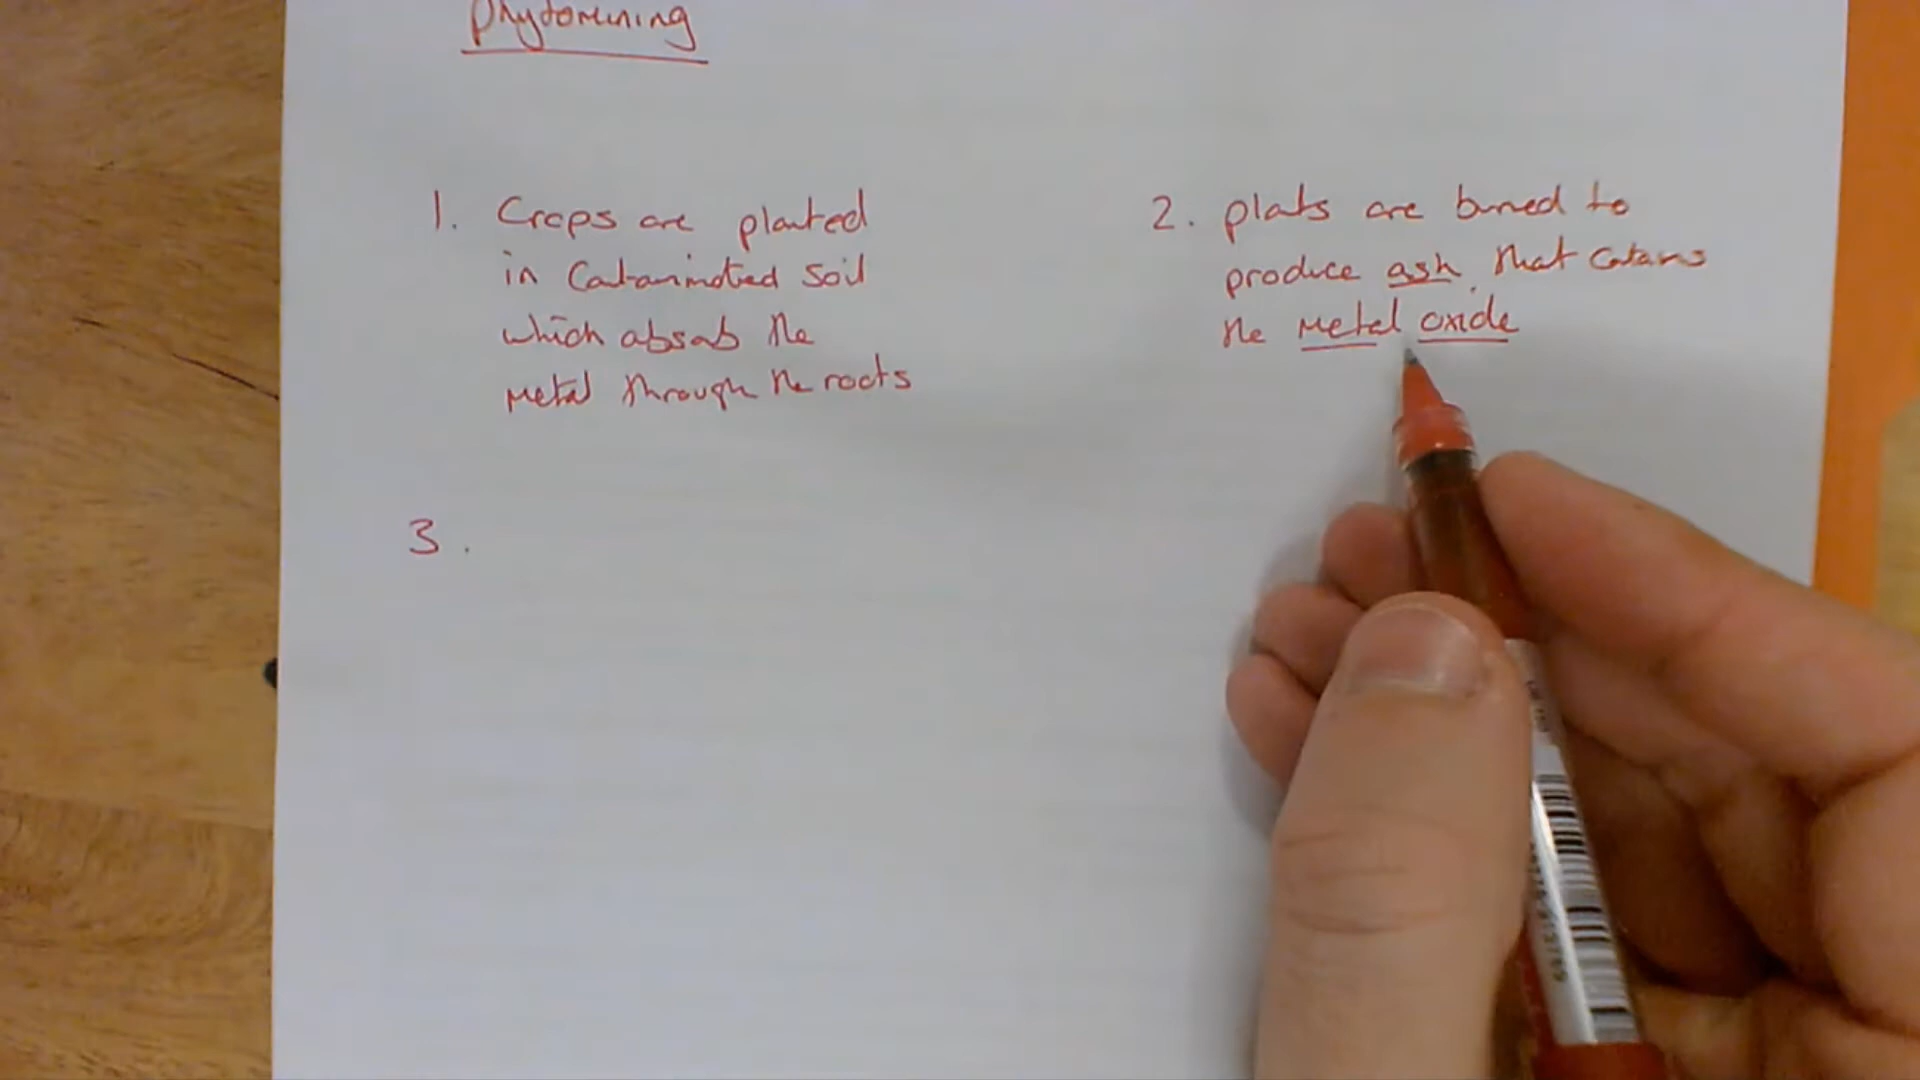 Phytomining
1. Crops are planted
in Contaminated Soil
which absorb the
metal through the roots
2. plants are burned to
produce ash that contains
the metal oxide
3.